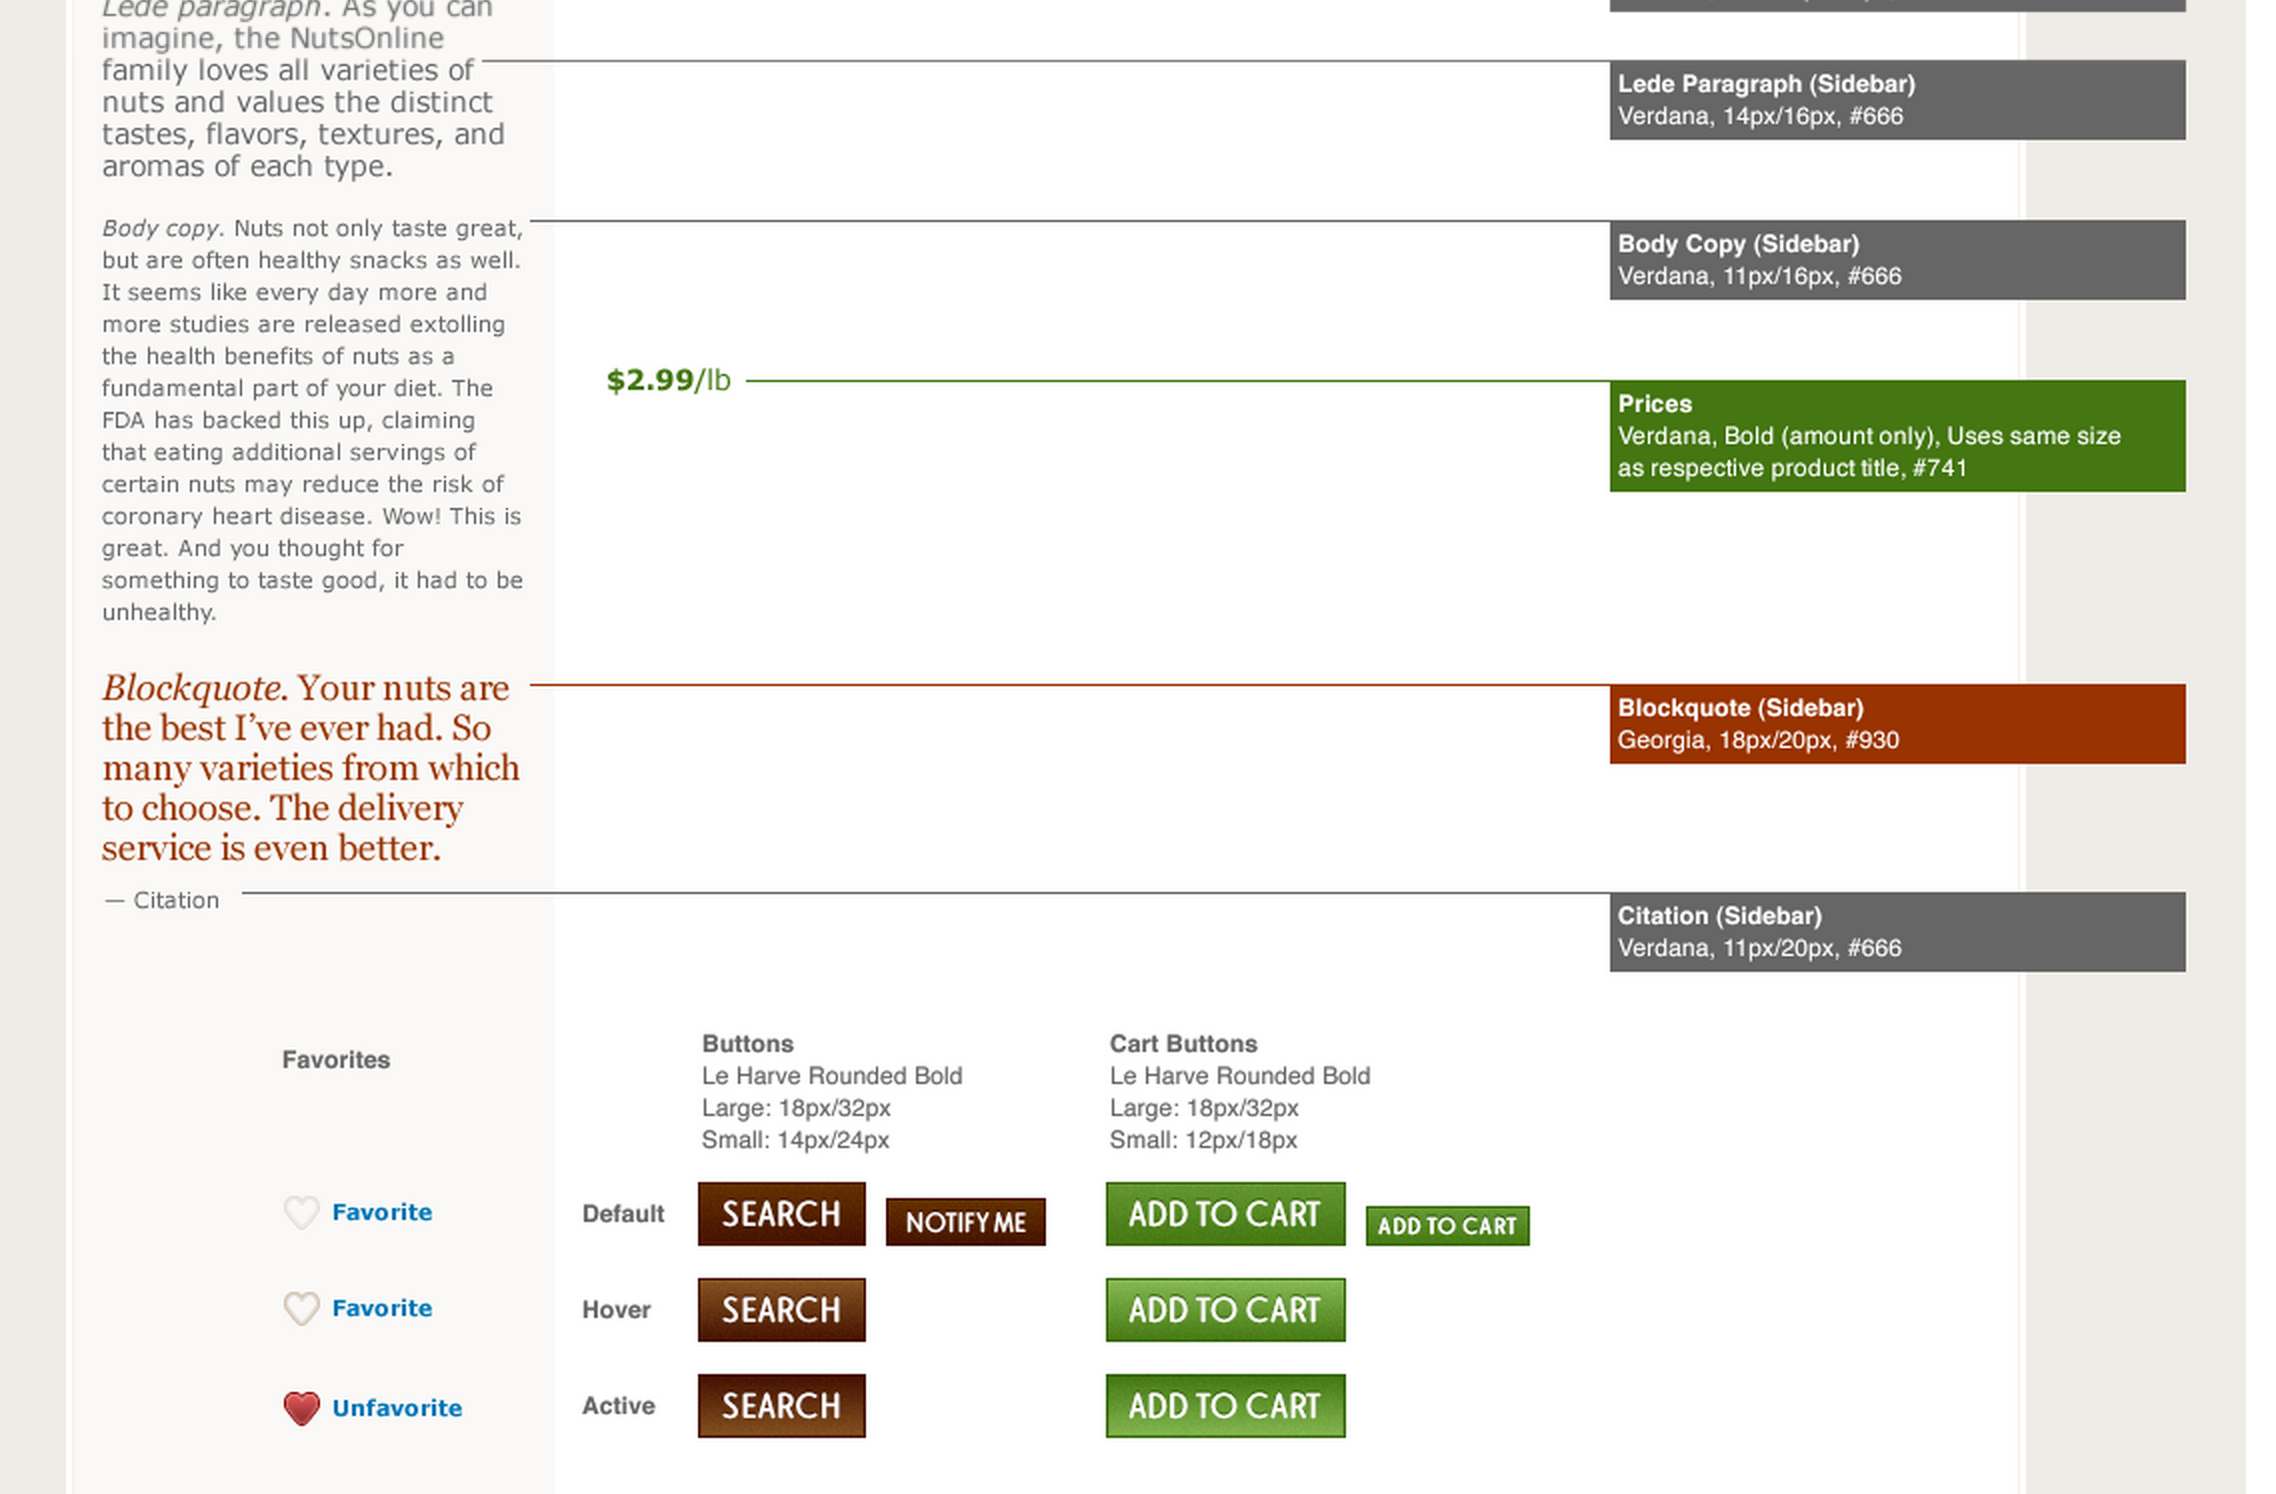 Lede paragraph. As you can
imagine, the NutsOnline
family loves all varieties of
nuts and values the distinct
tastes, flavors, textures, and
aromas of each type.
Lede Paragraph (Sidebar)
Verdana, 14px/16px, #666
Body copy. Nuts not only taste great,
but are often healthy snacks as well.
It seems like every day more and
more studies are released extolling
the health benefits of nuts as a
fundamental part of your diet. The
FDA has backed this up, claiming
that eating additional servings of
certain nuts may reduce the risk of
coronary heart disease. Wow! This is
great. And you thought for
something to taste good, it had to be
unhealthy.
Body Copy (Sidebar)
Verdana, 11px/16px, #666
$2.99/lb
Prices
Verdana, Bold (amount only), Uses same size
as respective product title, #741
Blockquote. Your nuts are
the best I’ve ever had. So
many varieties from which
to choose. The delivery
service is even better.
Blockquote (Sidebar)
Georgia, 18px/20px, #930
— Citation
Citation (Sidebar)
Verdana, 11px/20px, #666
Favorites
Buttons
Le Harve Rounded Bold
Large: 18px/32px
Small: 14px/24px
Cart Buttons
Le Harve Rounded Bold
Large: 18px/32px
Small: 12px/18px
Favorite
Default
SEARCH
NOTIFY ME
ADD TO CART
ADD TO CART
Favorite
Hover
SEARCH
ADD TO CART
Unfavorite
Active
SEARCH
ADD TO CART